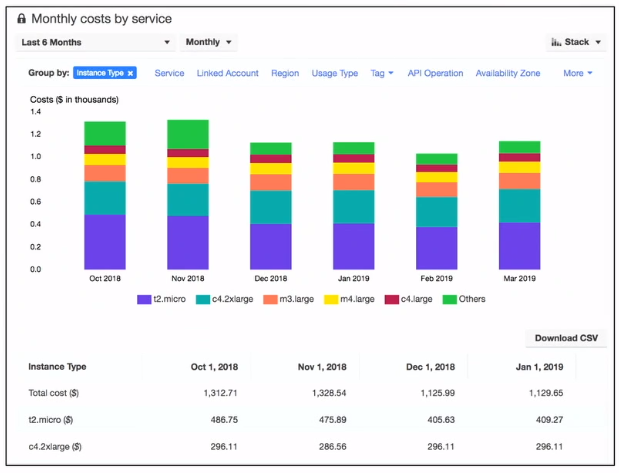 Monthly costs by service
Last 6 Months Monthly Stack
Group by: Instance Type × Service Linked Account Region Usage Type Tag API Operation Availability Zone More
Costs ($ in thousands)
1.4
1.2
1.0
0.8
0.6
0.4
0.2
0.0
Oct 2018 Nov 2018 Dec 2018 Jan 2019 Feb 2019 Mar 2019
t2.micro c4.2xlarge m3.large m4.large c4.large Others
Download CSV
Instance Type Oct 1, 2018 Nov 1, 2018 Dec 1, 2018 Jan 1, 2019
Total cost ($) 1,312.71 1,328.54 1,125.99 1,129.65
t2.micro ($) 486.75 475.89 405.63 409.27
c4.2xlarge ($) 296.11 286.56 296.11 296.11